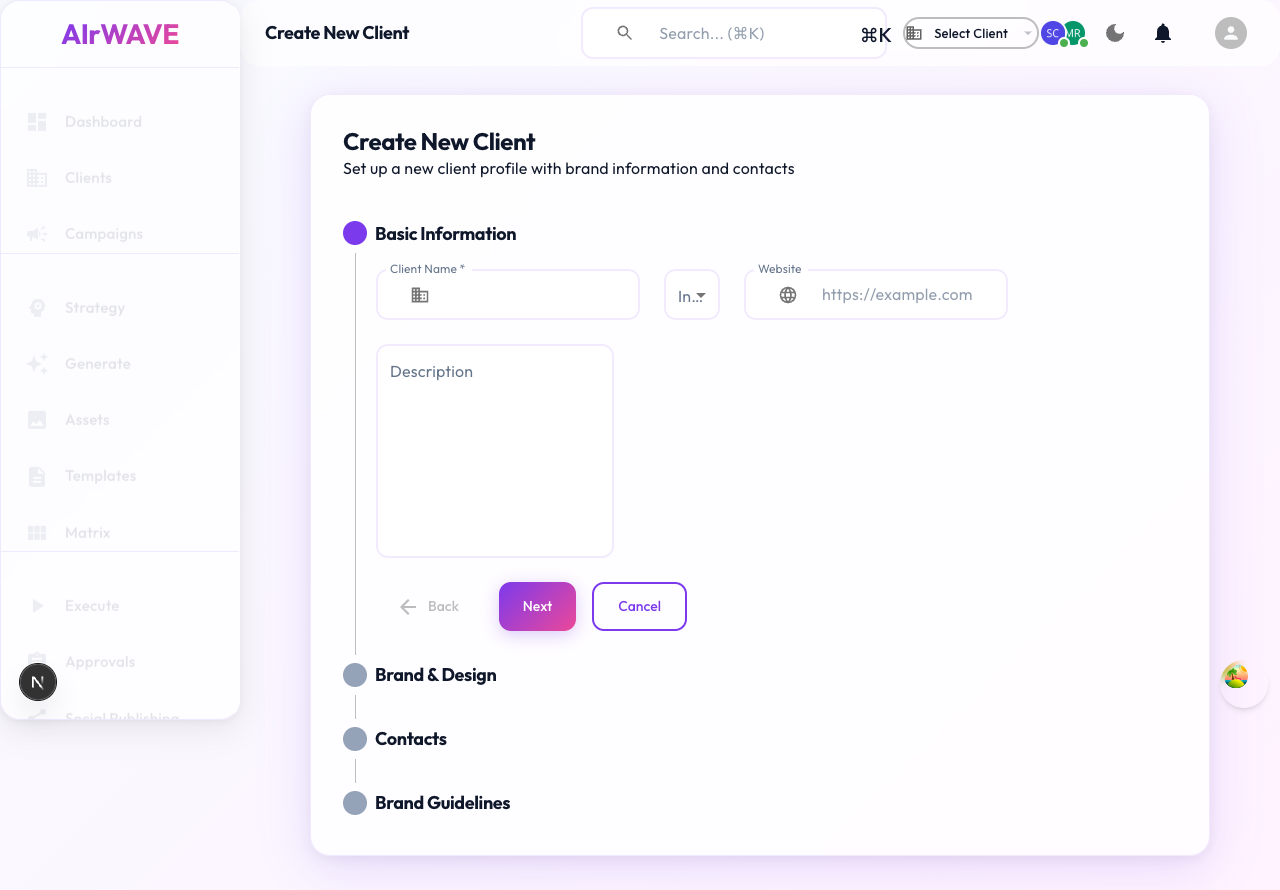 AIrWAVE
Create New Client
Search... (⌘K)
⌘K
Select Client
SC
MR
Dashboard
Clients
Campaigns
Strategy
Generate
Assets
Templates
Matrix
Execute
Approvals
Social Publishing
N
Create New Client
Set up a new client profile with brand information and contacts
Basic Information
Client Name *
In...
Website
https://example.com
Description
Back
Next
Cancel
Brand & Design
Contacts
Brand Guidelines